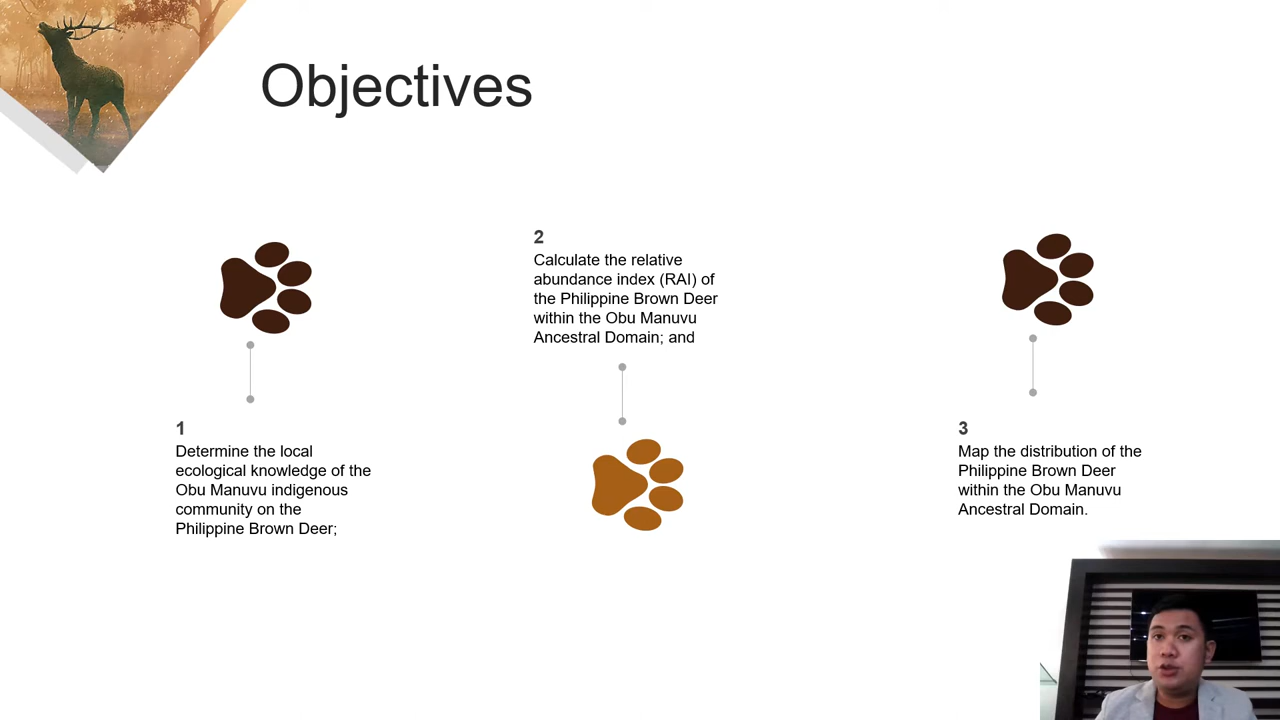 Objectives
1
Determine the local
ecological knowledge of the
Obu Manuvu indigenous
community on the
Philippine Brown Deer;
2
Calculate the relative
abundance index (RAI) of
the Philippine Brown Deer
within the Obu Manuvu
Ancestral Domain; and
3
Map the distribution of the
Philippine Brown Deer
within the Obu Manuvu
Ancestral Domain.